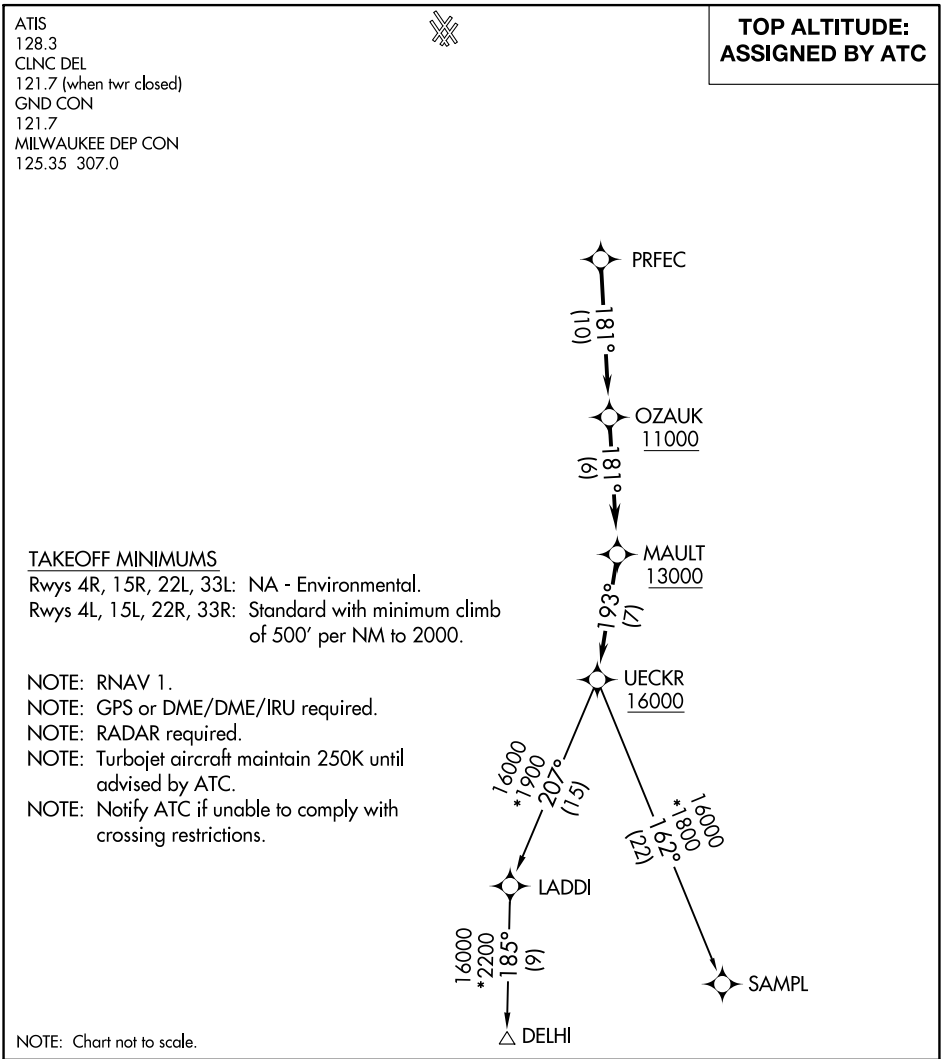 ATIS
128.3
CLNC DEL
121.7 (when twr closed)
GND CON
121.7
MILWAUKEE DEP CON
125.35 307.0
TOP ALTITUDE:
ASSIGNED BY ATC
PRFEC
181°
(10)
OZAUK
11000
181°
(9)
MAULT
13000
193°
(7)
UECKR
16000
16000
*1900
207°
(15)
16000
*1800
162°
(22)
LADDI
16000
*2200
185°
(9)
SAMPL
DELHI
TAKEOFF MINIMUMS
Rwys 4R, 15R, 22L, 33L: NA - Environmental.
Rwys 4L, 15L, 22R, 33R: Standard with minimum climb
of 500' per NM to 2000.
NOTE: RNAV 1.
NOTE: GPS or DME/DME/IRU required.
NOTE: RADAR required.
NOTE: Turbojet aircraft maintain 250K until
advised by ATC.
NOTE: Notify ATC if unable to comply with
crossing restrictions.
NOTE: Chart not to scale.